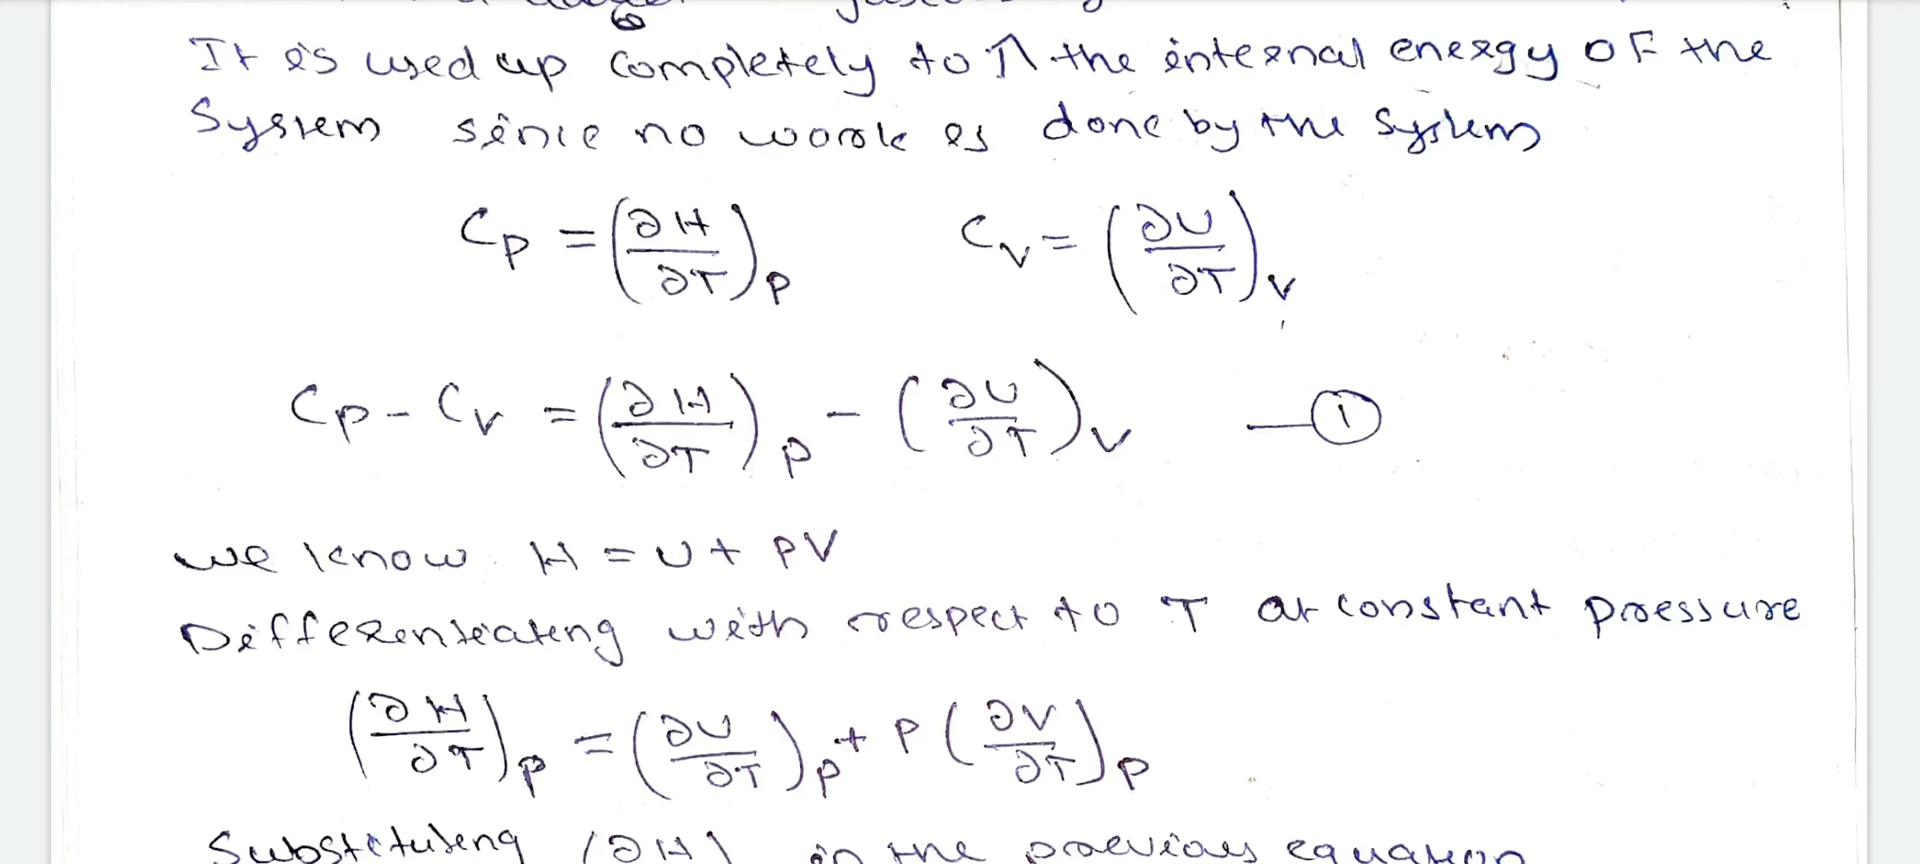 It is used up completely to ↑ the internal energy of the
System since no work is done by the system
Cp = (∂H/∂T)p Cv = (∂U/∂T)v
Cp - Cv = (∂H/∂T)p - (∂U/∂T)v —①
we know H = U + PV
Differentiating with respect to T at constant pressure
(∂H/∂T)p = (∂U/∂T)p + P(∂V/∂T)p
Substituting (∂H) in the previous equation